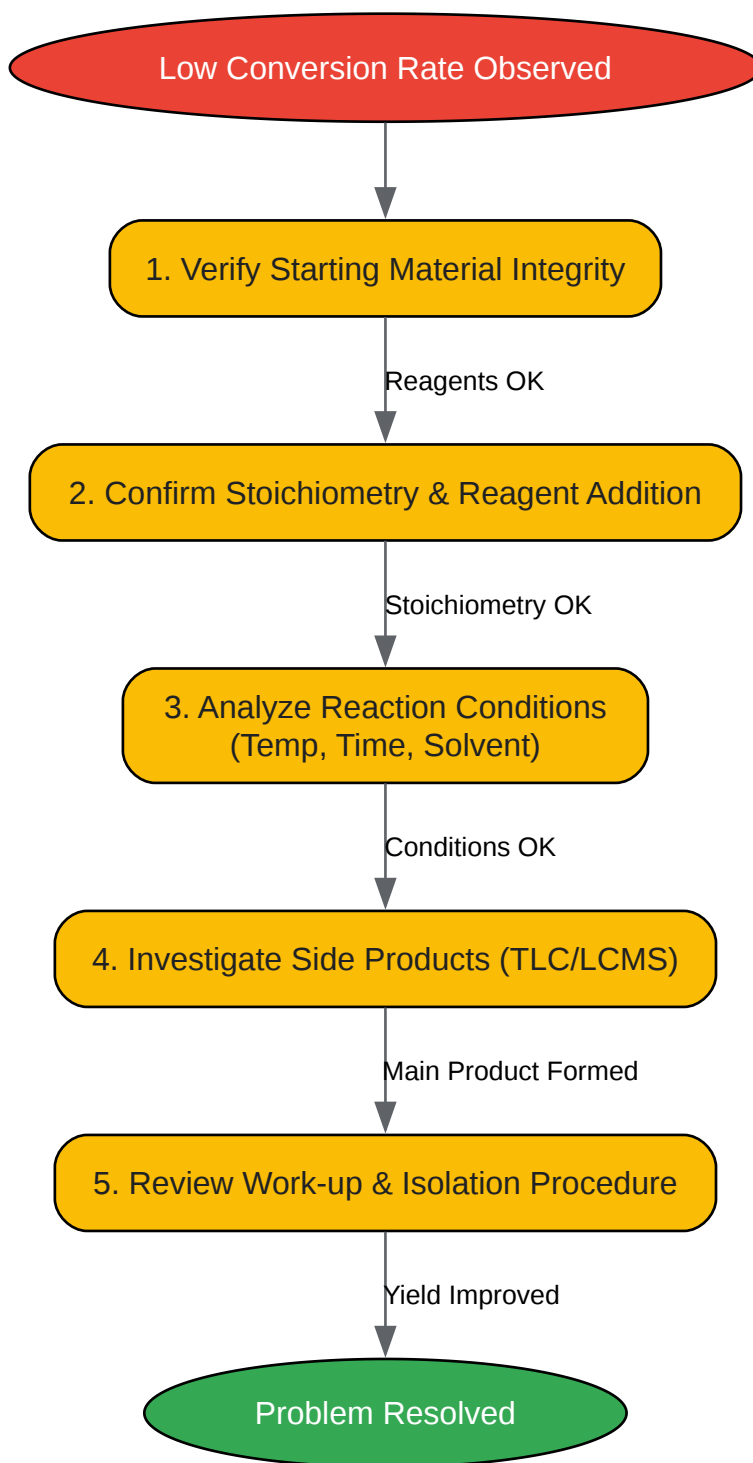 Low Conversion Rate Observed
1. Verify Starting Material Integrity
Reagents OK
2. Confirm Stoichiometry & Reagent Addition
Stoichiometry OK
3. Analyze Reaction Conditions
(Temp, Time, Solvent)
Conditions OK
4. Investigate Side Products (TLC/LCMS)
Main Product Formed
5. Review Work-up & Isolation Procedure
Yield Improved
Problem Resolved